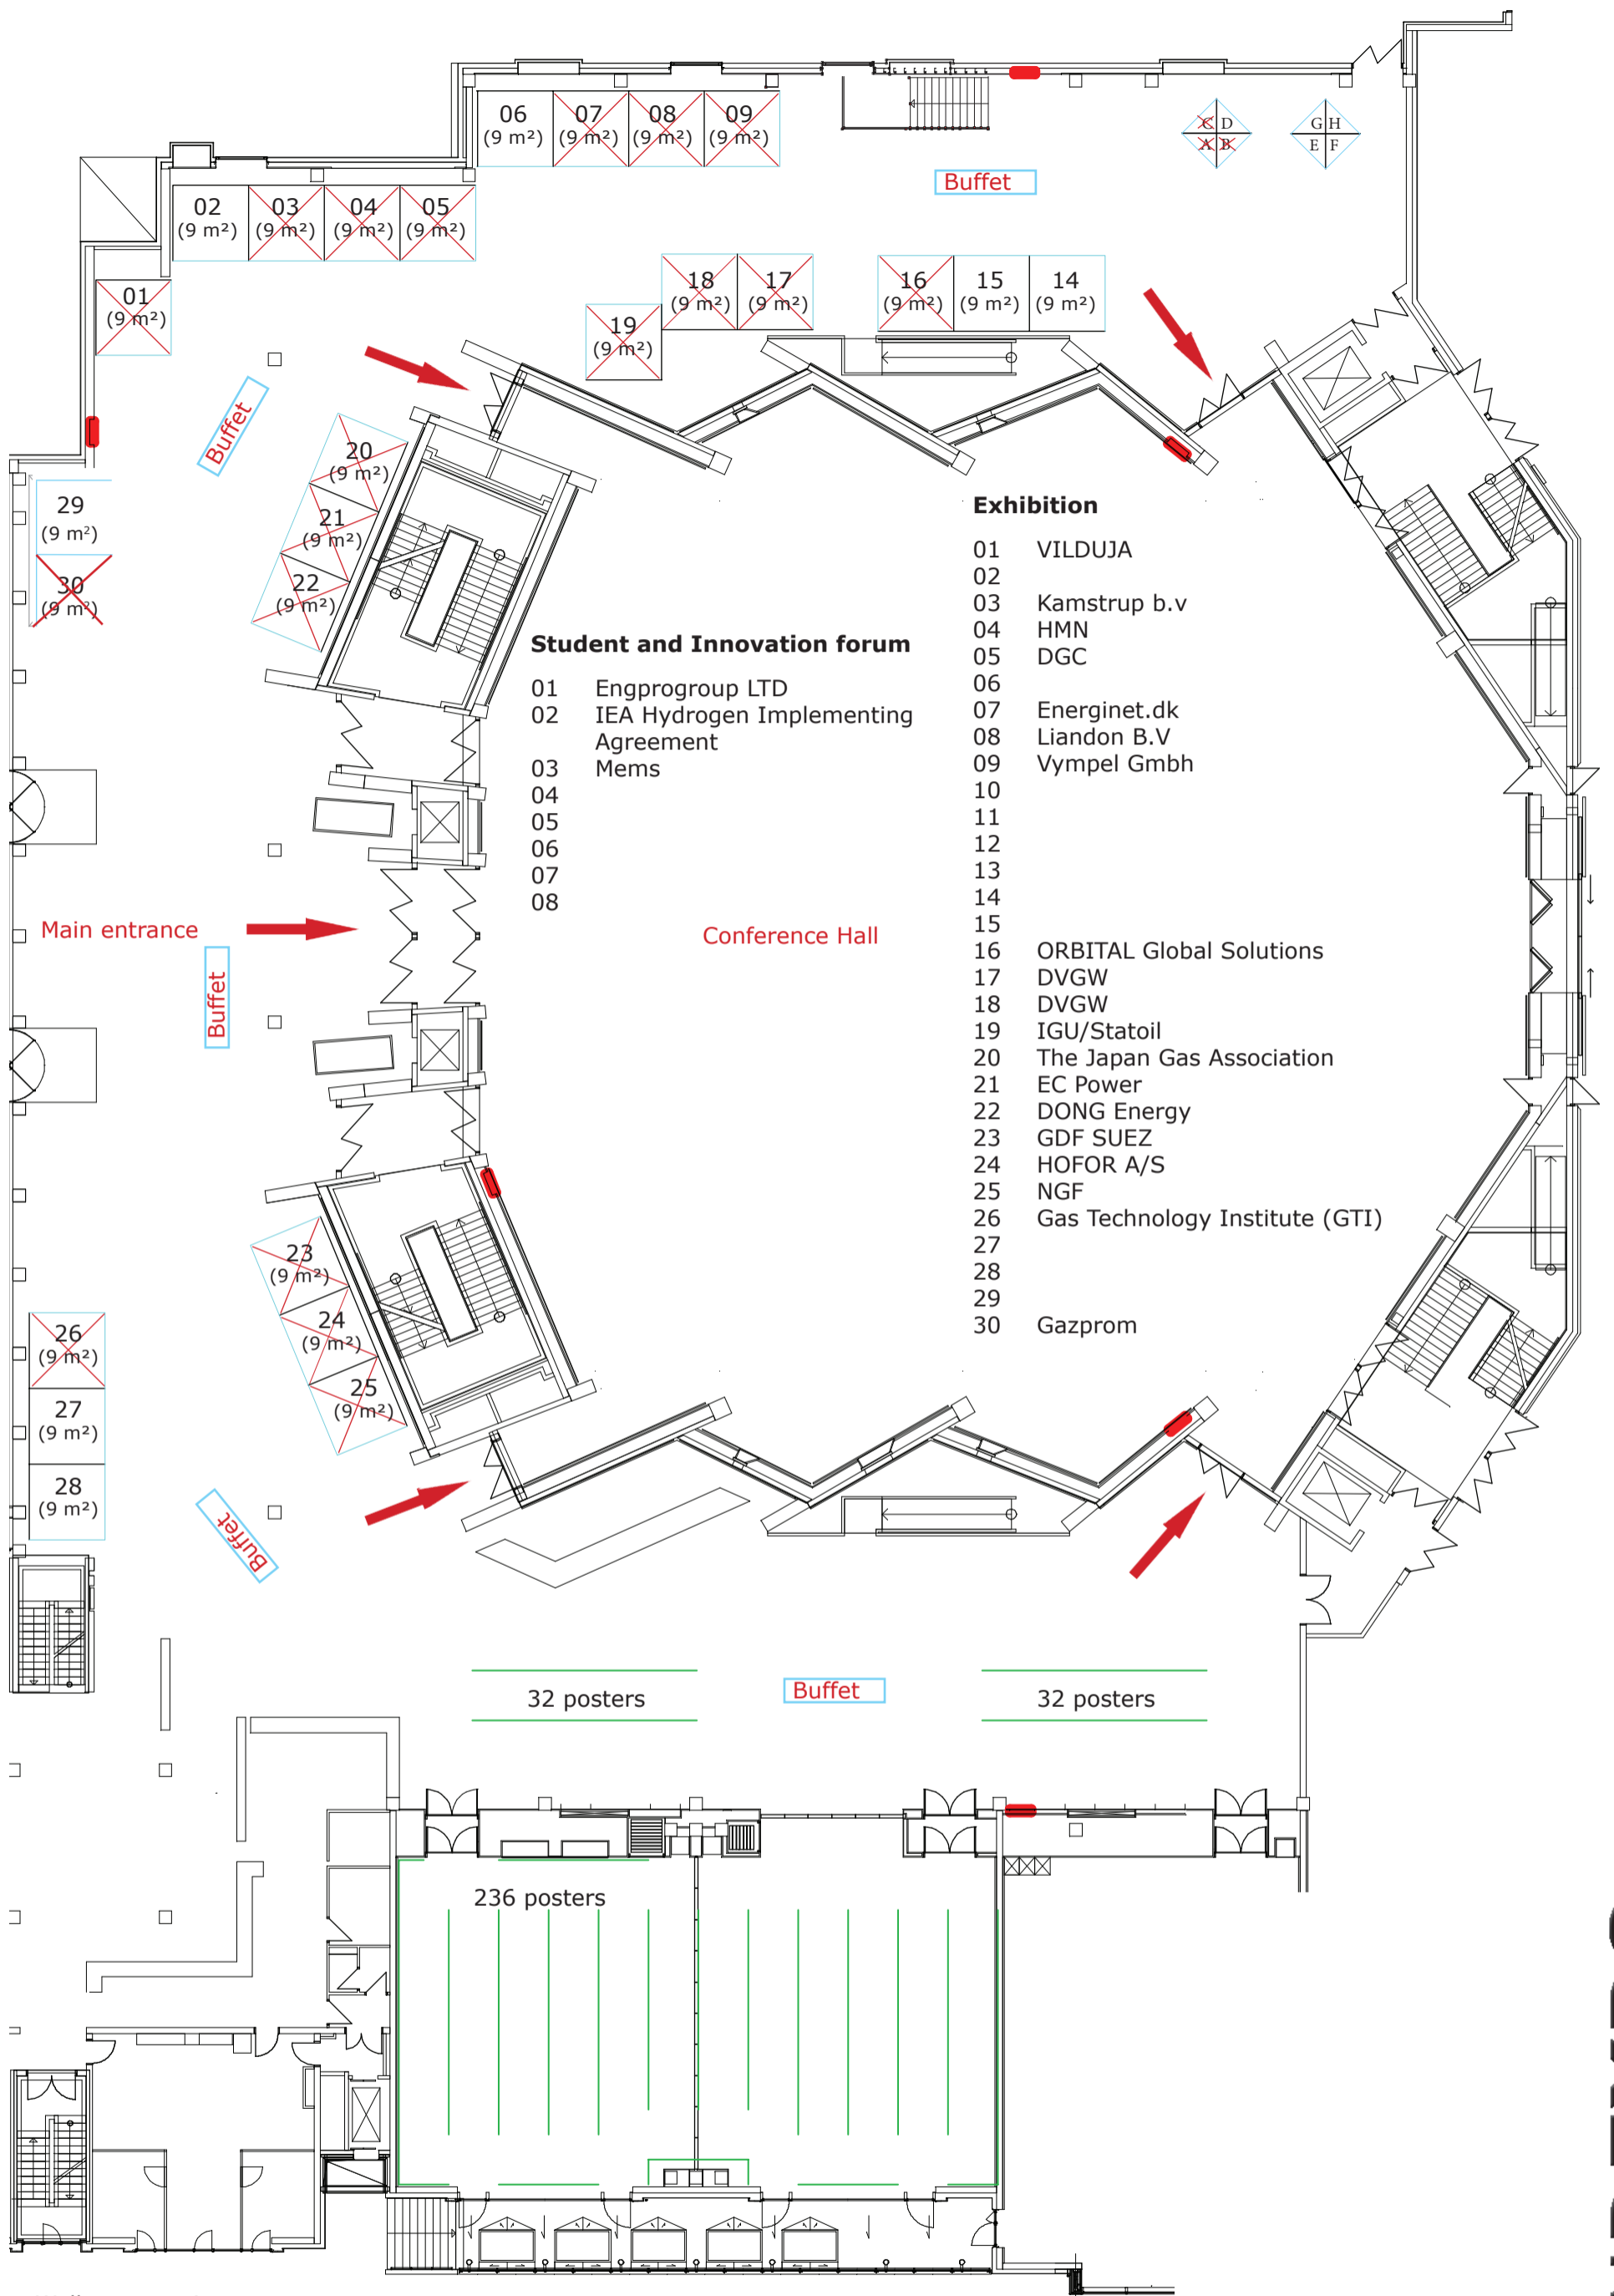 06 07 08 09
(9 m²) (9 m²) (9 m²) (9 m²)
C D
A B
G H
E F
Buffet
02 03 04 05
(9 m²) (9 m²) (9 m²) (9 m²)
01
(9 m²)
18 17
(9 m²) (9 m²)
16 15 14
(9 m²) (9 m²) (9 m²)
19
(9 m²)
Buffet
20
(9 m²)
21
(9 m²)
22
(9 m²)
29
(9 m²)
30
(9 m²)
Student and Innovation forum
01 Engprogroup LTD
02 IEA Hydrogen Implementing
Agreement
03 Mems
04
05
06
07
08
Exhibition
01 VILDUJA
02
03 Kamstrup b.v
04 HMN
05 DGC
06
07 Energinet.dk
08 Liandon B.V
09 Vympel Gmbh
10
11
12
13
14
15
16 ORBITAL Global Solutions
17 DVGW
18 DVGW
19 IGU/Statoil
20 The Japan Gas Association
21 EC Power
22 DONG Energy
23 GDF SUEZ
24 HOFOR A/S
25 NGF
26 Gas Technology Institute (GTI)
27
28
29
30 Gazprom
Main entrance
Conference Hall
Buffet
23
(9 m²)
24
(9 m²)
25
(9 m²)
26
(9 m²)
27
(9 m²)
28
(9 m²)
Buffet
32 posters
Buffet
32 posters
236 posters